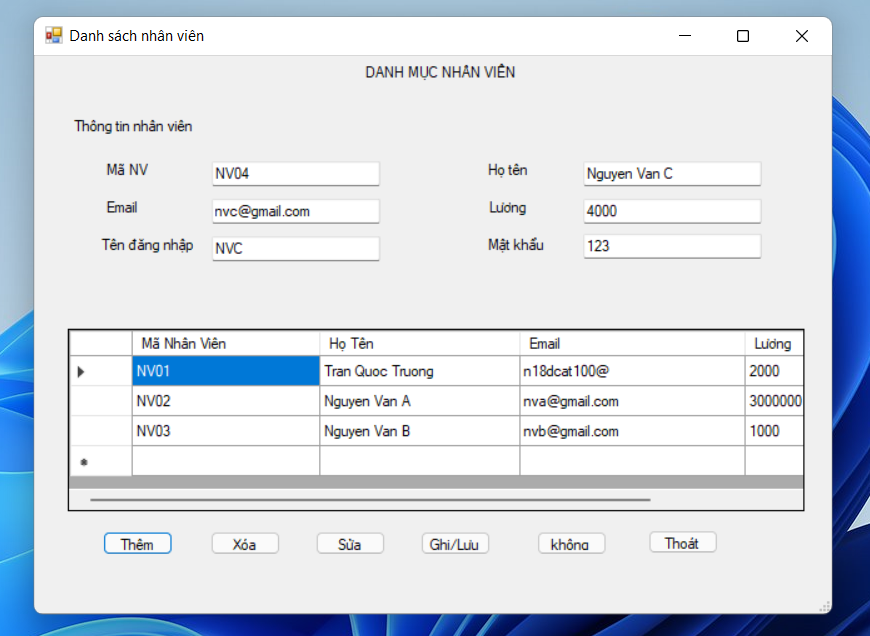 Danh sách nhân viên
DANH MỤC NHÂN VIÊN
Thông tin nhân viên
Mã NV NV04 Họ tên Nguyen Van C
Email nvc@gmail.com Lương 4000
Tên đăng nhập NVC Mật khẩu 123
Mã Nhân Viên Họ Tên Email Lương
NV01 Tran Quoc Truong n18dcat100@ 2000
NV02 Nguyen Van A nva@gmail.com 3000000
NV03 Nguyen Van B nvb@gmail.com 1000
Thêm Xóa Sửa Ghi/Lưu không Thoát